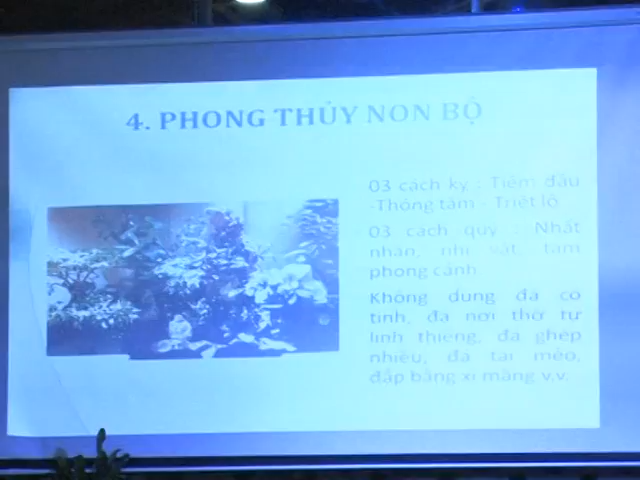 4. PHONG THỦY NON BỘ
03 cách kỵ : Tiềm đầu
-Thông tâm - Triệt lộ
03 cách quý : Nhất
nhân, nhì vật, tam
phong cảnh
Không dùng đá có
tính, đá nơi thờ tự
linh thiêng, đá ghép
nhiều, đá tai mèo,
đắp bằng xi măng v.v.